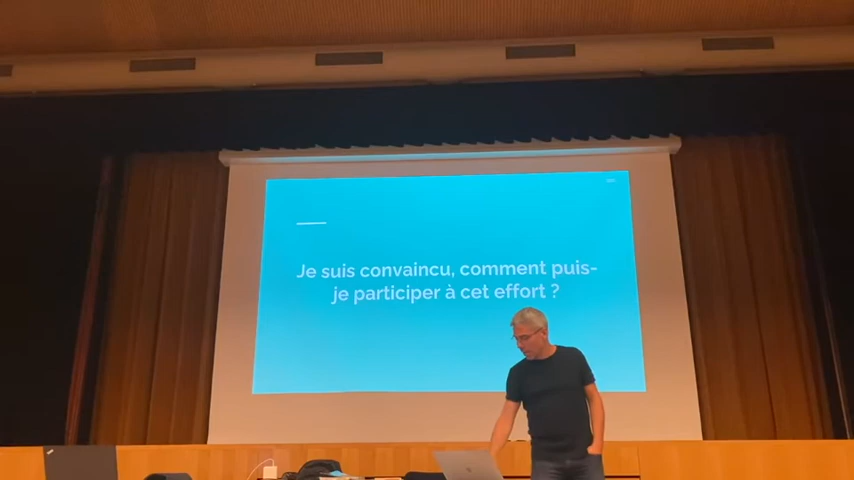 Je suis convaincu, comment puis-
je participer à cet effort ?